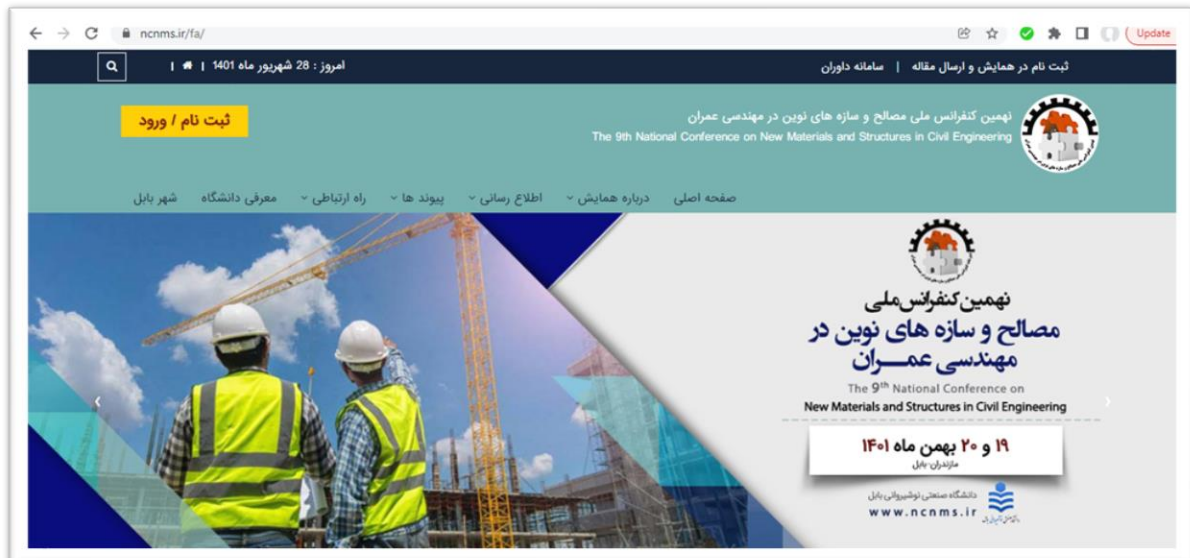 ncnms.ir/fa/
Update
ثبت نام در همایش و ارسال مقاله | سامانه داوران
امروز : 28 شهریور ماه 1401 |
نهمین کنفرانس ملی مصالح و سازه های نوین در مهندسی عمران
The 9th National Conference on New Materials and Structures in Civil Engineering
ثبت نام / ورود
صفحه اصلی درباره همایش اطلاع رسانی پیوند ها راه ارتباطی معرفی دانشگاه شهر بابل
نهمین کنفرانس ملی
مصالح و سازه های نوین در
مهندسی عمـــران
The 9th National Conference on
New Materials and Structures in Civil Engineering
۱۹ و ۲۰ بهمن ماه ۱۴۰۱
مازندران-بابل
دانشگاه صنعتی نوشیروانی بابل
www.ncnms.ir